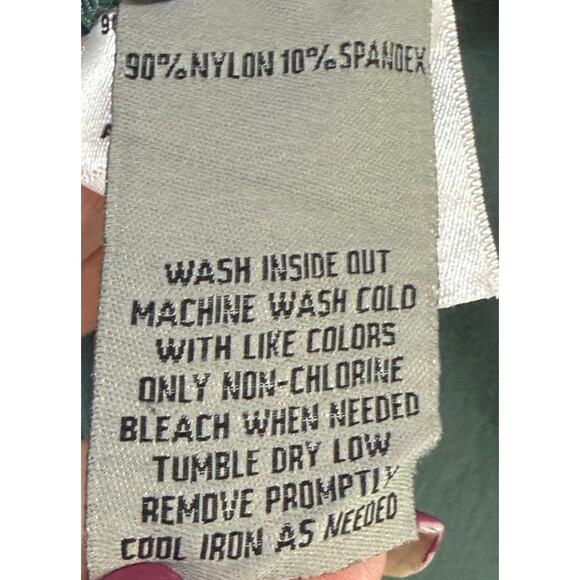 90% NYLON 10% SPANDEX
WASH INSIDE OUT
MACHINE WASH COLD
WITH LIKE COLORS
ONLY NON-CHLORINE
BLEACH WHEN NEEDED
TUMBLE DRY LOW
REMOVE PROMPTLY
COOL IRON AS NEEDED